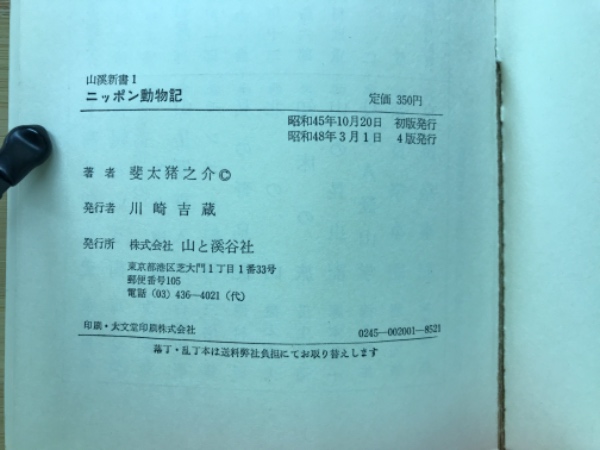 山溪新書1
ニッポン動物記 定価 350円
昭和45年10月20日 初版発行
昭和48年3月1日 4版発行
著者 斐太猪之介©
発行者 川崎吉蔵
発行所 株式会社 山と溪谷社
東京都港区芝大門1丁目1番33号
郵便番号105
電話(03)436—4021(代)
印刷・大文堂印刷株式会社 0245—002001—8521
落丁・乱丁本は送料弊社負担にてお取り替えします